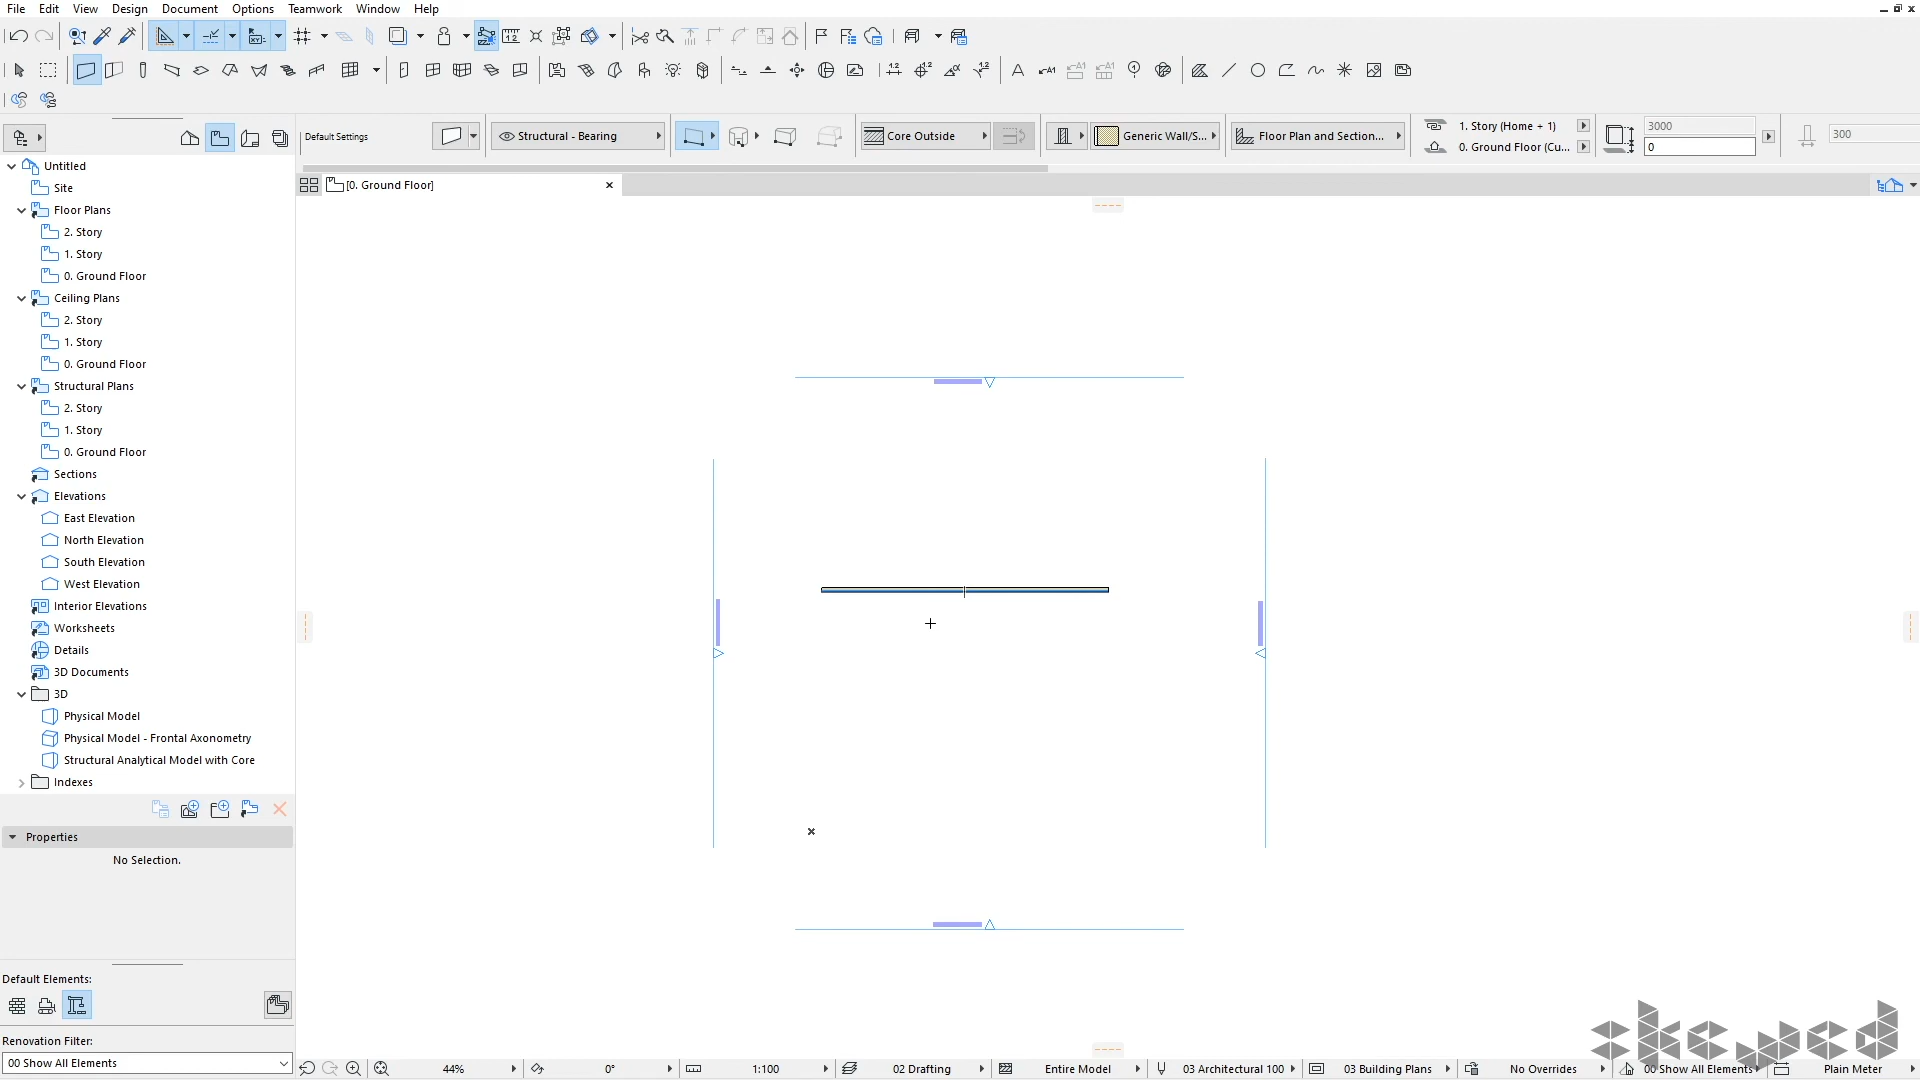 File Edit View Design Document Options Teamwork Window Help
Default Settings
Structural - Bearing
Core Outside
Generic Wall/S...
Floor Plan and Section...
1. Story (Home + 1)
0. Ground Floor (Cu...
3000
0
300
[0. Ground Floor]
Untitled
Site
Floor Plans
2. Story
1. Story
0. Ground Floor
Ceiling Plans
2. Story
1. Story
0. Ground Floor
Structural Plans
2. Story
1. Story
0. Ground Floor
Sections
Elevations
East Elevation
North Elevation
South Elevation
West Elevation
Interior Elevations
Worksheets
Details
3D Documents
3D
Physical Model
Physical Model - Frontal Axonometry
Structural Analytical Model with Core
Indexes
Properties
No Selection.
Default Elements:
Renovation Filter:
00 Show All Elements
44% 0° 1:100 02 Drafting Entire Model 03 Architectural 100 03 Building Plans No Overrides 00 Show All Elements Plain Meter
skewed